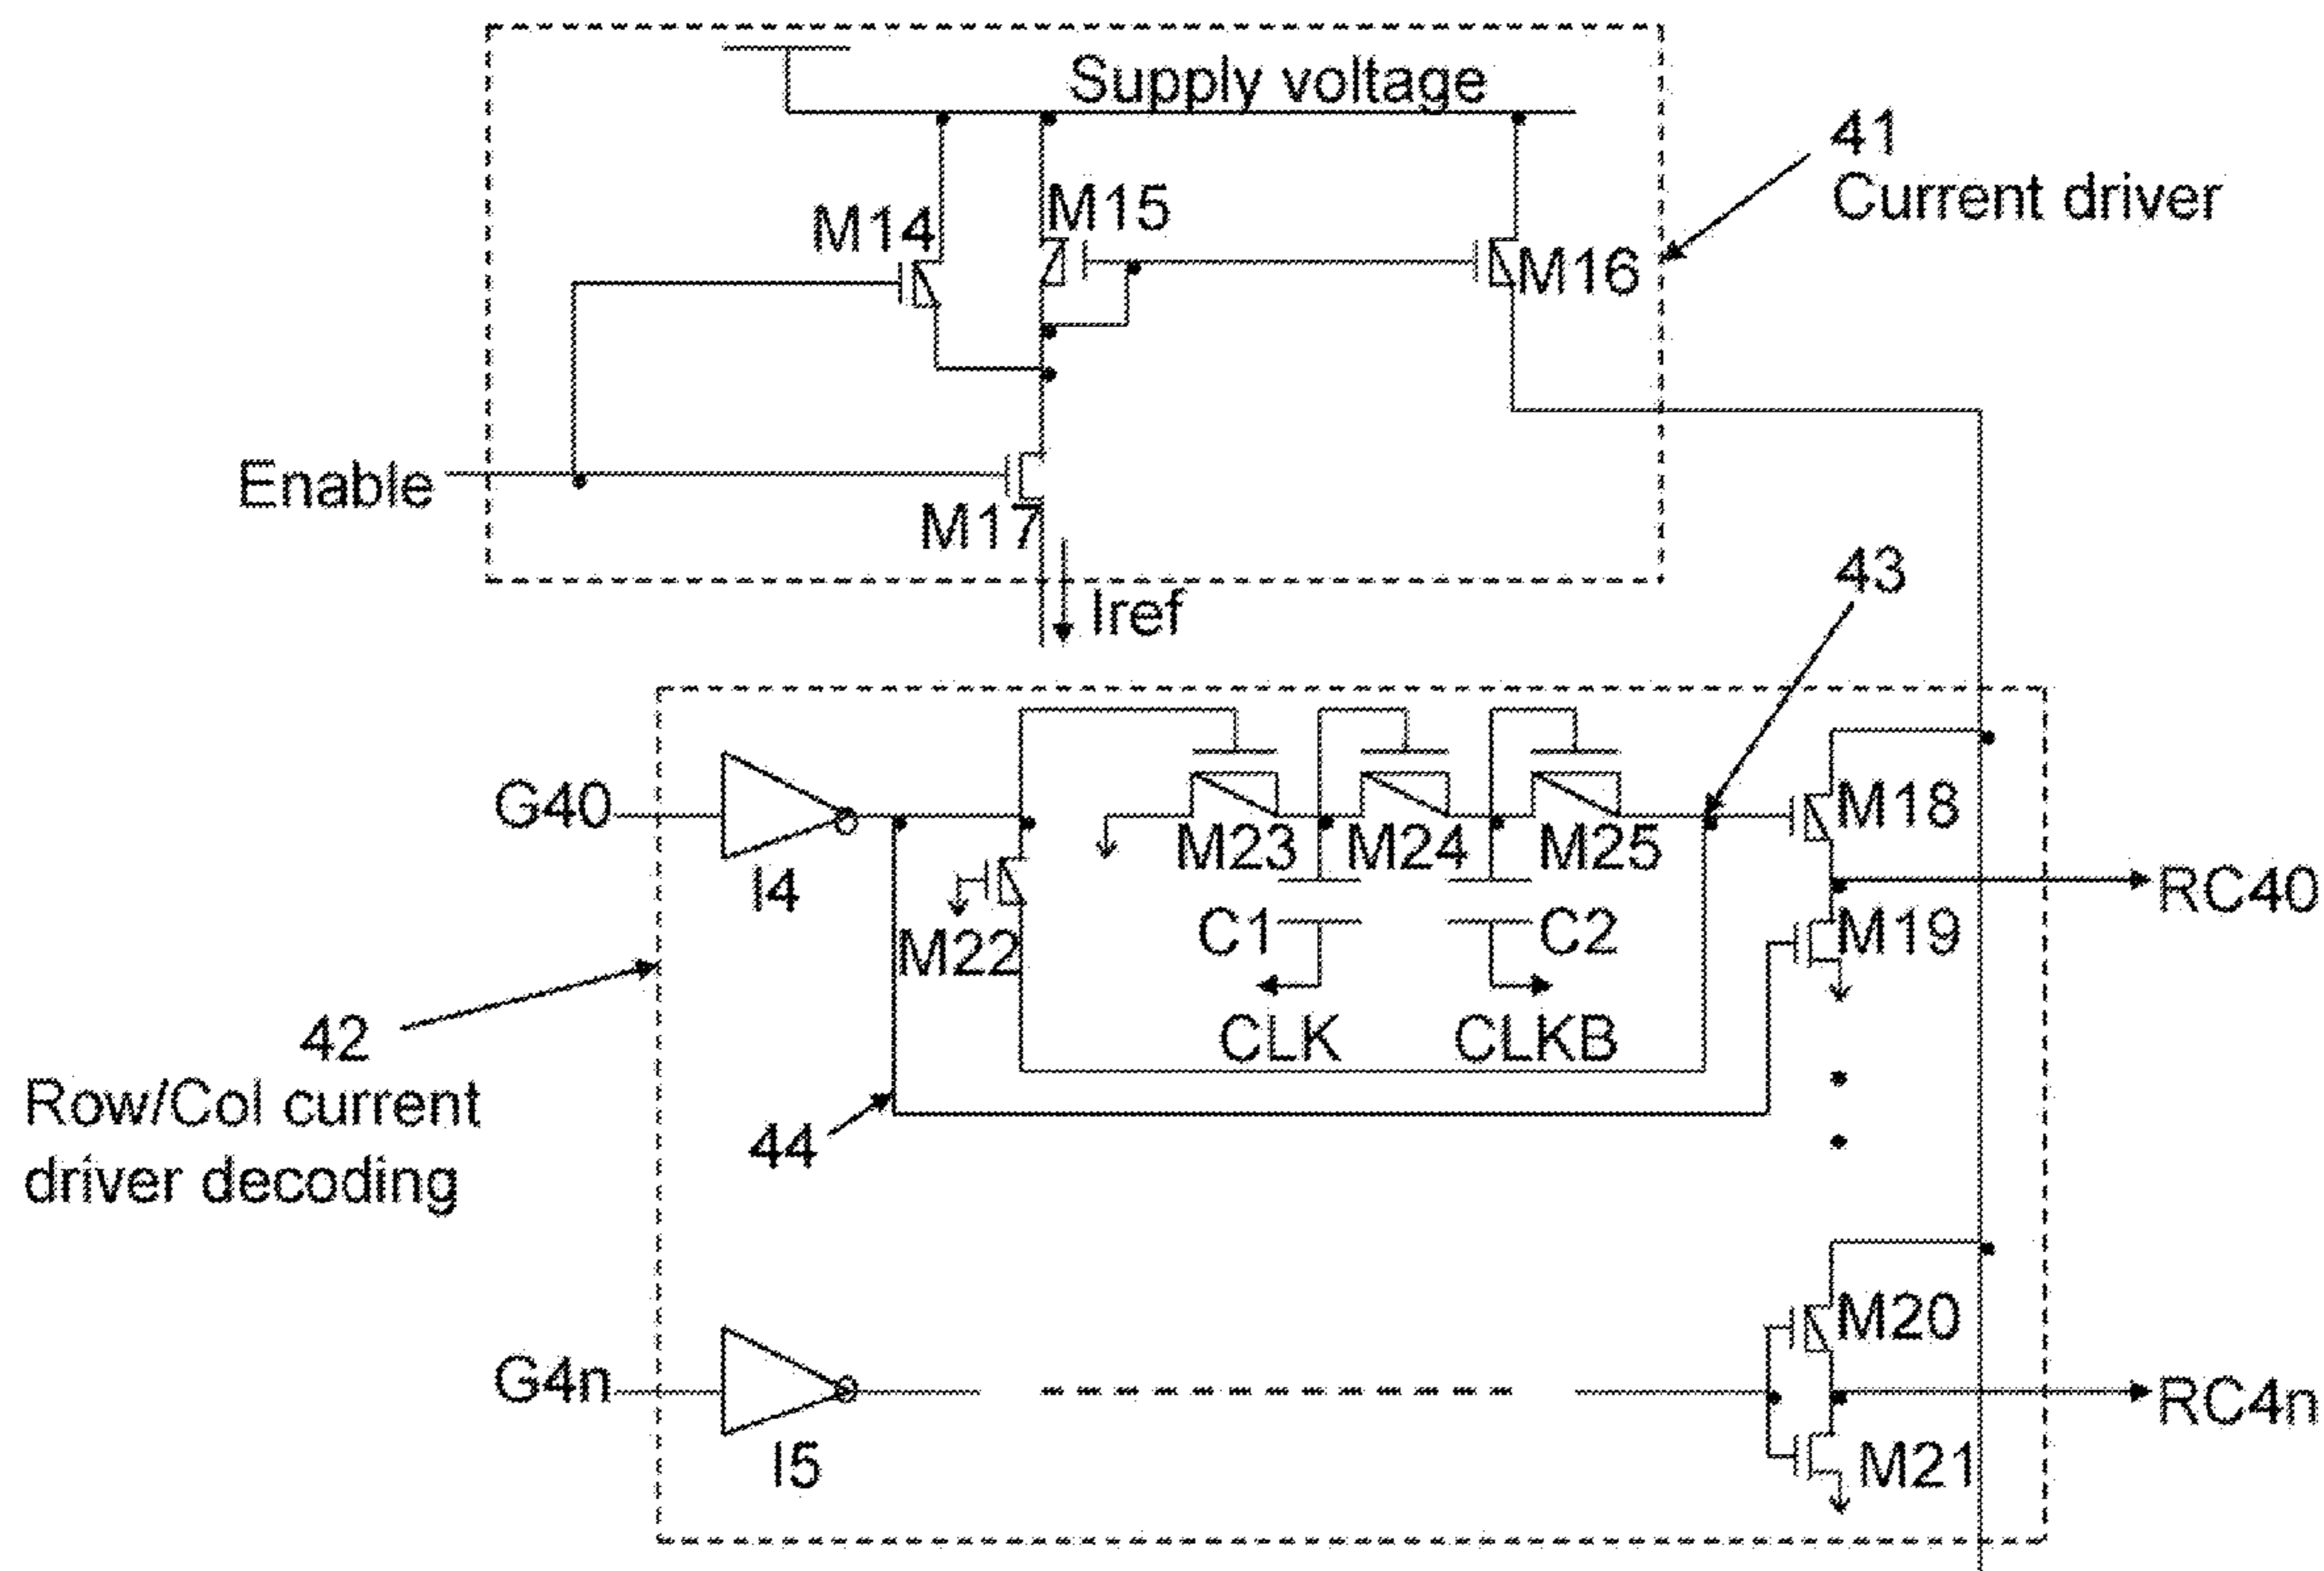 Supply voltage
41
Current driver
M14
M15
M16
Enable
M17
Iref
43
G40
I4
M22
M23
M24
M25
M18
RC40
C1
C2
M19
CLK
CLKB
42
Row/Col current
driver decoding
44
M20
G4n
I5
M21
RC4n